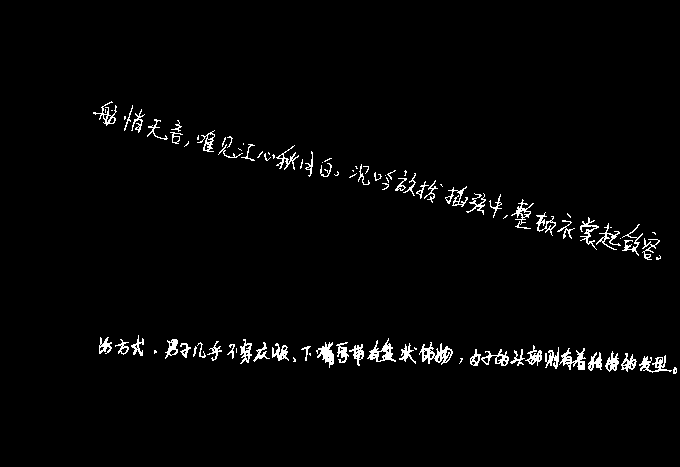 舫悄无言,唯见江心秋月白。沉吟放拨插弦中,整顿衣裳起敛容。
的方式。男子几乎不穿衣服、下嘴唇带有盘状饰物,女子的头部则有着独特的发型。